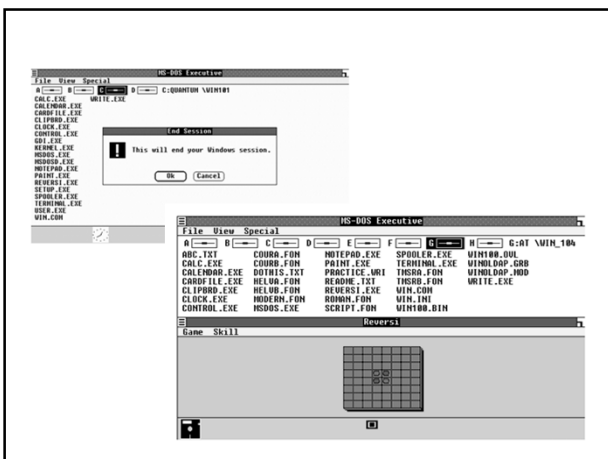 MS-DOS Executive
File View Special
A B C D C:QUANTUM \WIN101
CALC.EXE WRITE.EXE
CALENDAR.EXE
CARDFILE.EXE
CLIPBRD.EXE
CLOCK.EXE
CONTROL.EXE
GDI.EXE
KERNEL.EXE
MSDOS.EXE
MSDOSD.EXE
NOTEPAD.EXE
PAINT.EXE
REVERSI.EXE
SETUP.EXE
SPOOLER.EXE
TERMINAL.EXE
USER.EXE
WIN.COM
End Session
This will end your Windows session.
Ok Cancel
MS-DOS Executive
File View Special
A B C D E F G H G:AT \WIN_104
ABC.TXT COURA.FON NOTEPAD.EXE SPOOLER.EXE WIN100.OVL
CALC.EXE COURB.FON PAINT.EXE TERMINAL.EXE WINOLDAP.GRB
CALENDAR.EXE DOTHIS.TXT PRACTICE.WRI TMSRA.FON WINOLDAP.MOD
CARDFILE.EXE HELVA.FON README.TXT TMSRB.FON WRITE.EXE
CLIPBRD.EXE HELVB.FON REVERSI.EXE WIN.COM
CLOCK.EXE MODERN.FON ROMAN.FON WIN.INI
CONTROL.EXE MSDOS.EXE SCRIPT.FON WIN100.BIN
Reversi
Game Skill